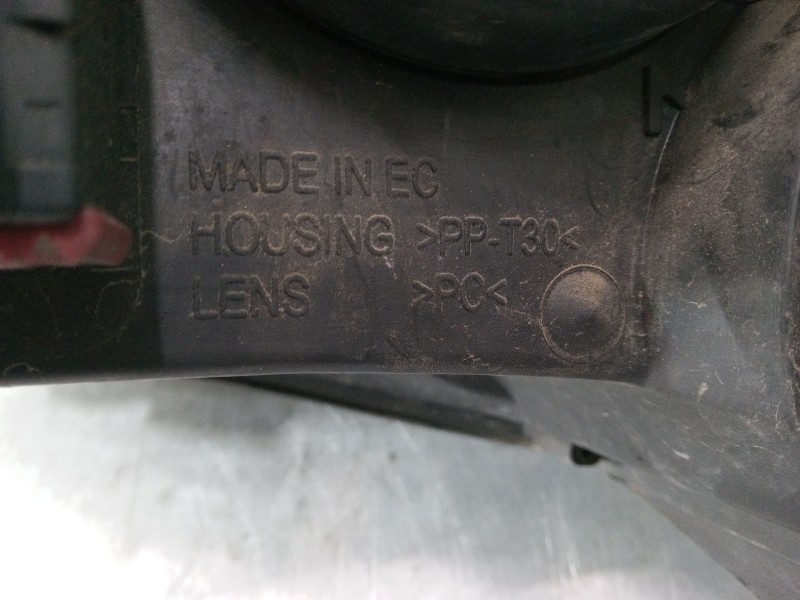 MADE IN EC
HOUSING >PP-T30<
LENS >PC<